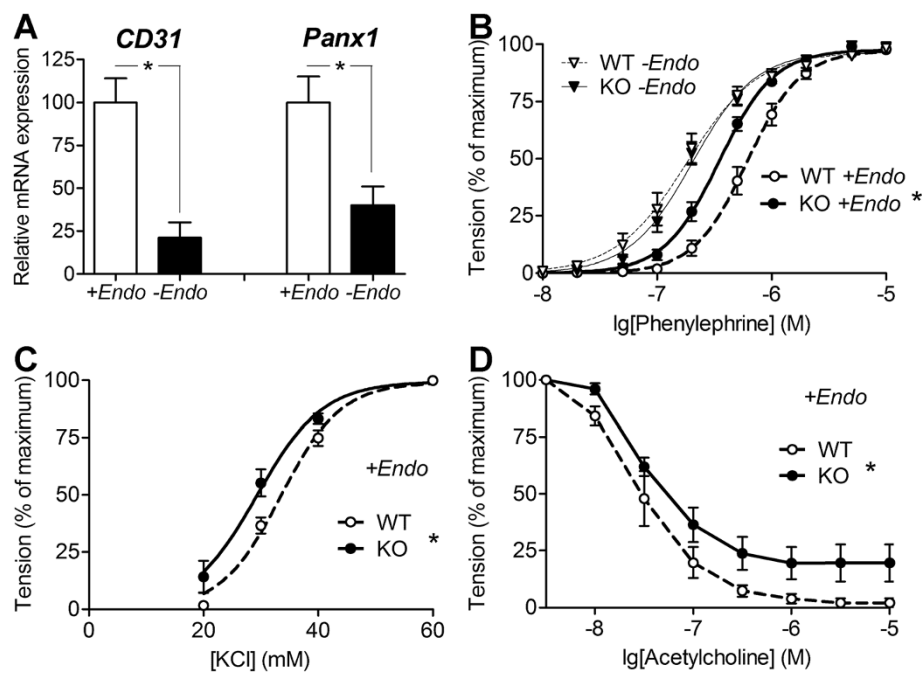 A
CD31
Panx1
*
*
Relative mRNA expression
125
100
75
50
25
0
+Endo -Endo
+Endo -Endo
B
Tension (% of maximum)
100
75
50
25
0
WT -Endo
KO -Endo
WT +Endo
KO +Endo *
-8
-7
-6
-5
lg[Phenylephrine] (M)
C
Tension (% of maximum)
100
75
50
25
0
+Endo
WT
KO *
0
20
40
60
[KCl] (mM)
D
Tension (% of maximum)
100
75
50
25
0
+Endo
WT
KO *
-8
-7
-6
-5
lg[Acetylcholine] (M)